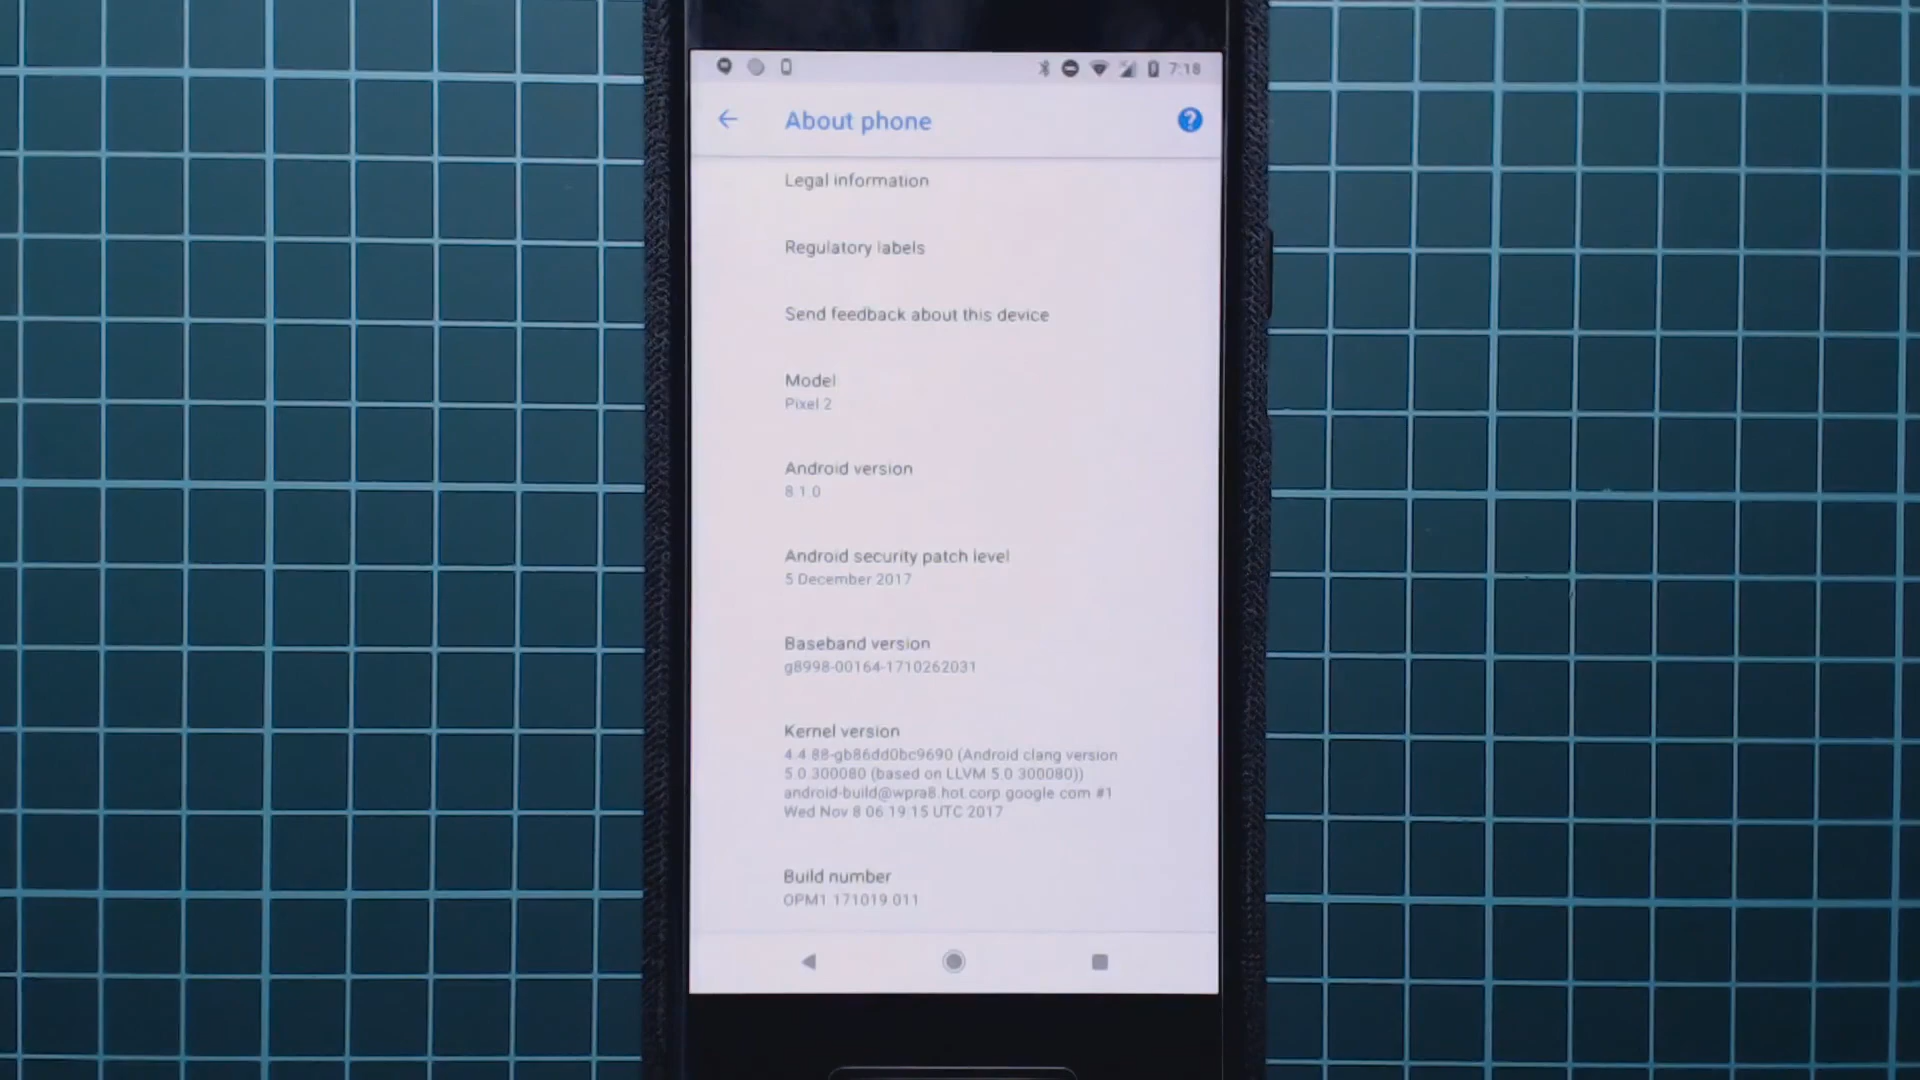 7:18
About phone
Legal information
Regulatory labels
Send feedback about this device
Model
Pixel 2
Android version
8.1.0
Android security patch level
5 December 2017
Baseband version
g8998-00164-1710262031
Kernel version
4.4.88-gb86dd0bc9690 (Android clang version
5.0.300080 (based on LLVM 5.0.300080))
android-build@wpra8.hot.corp.google.com #1
Wed Nov 8 06:19:15 UTC 2017
Build number
OPM1.171019.011